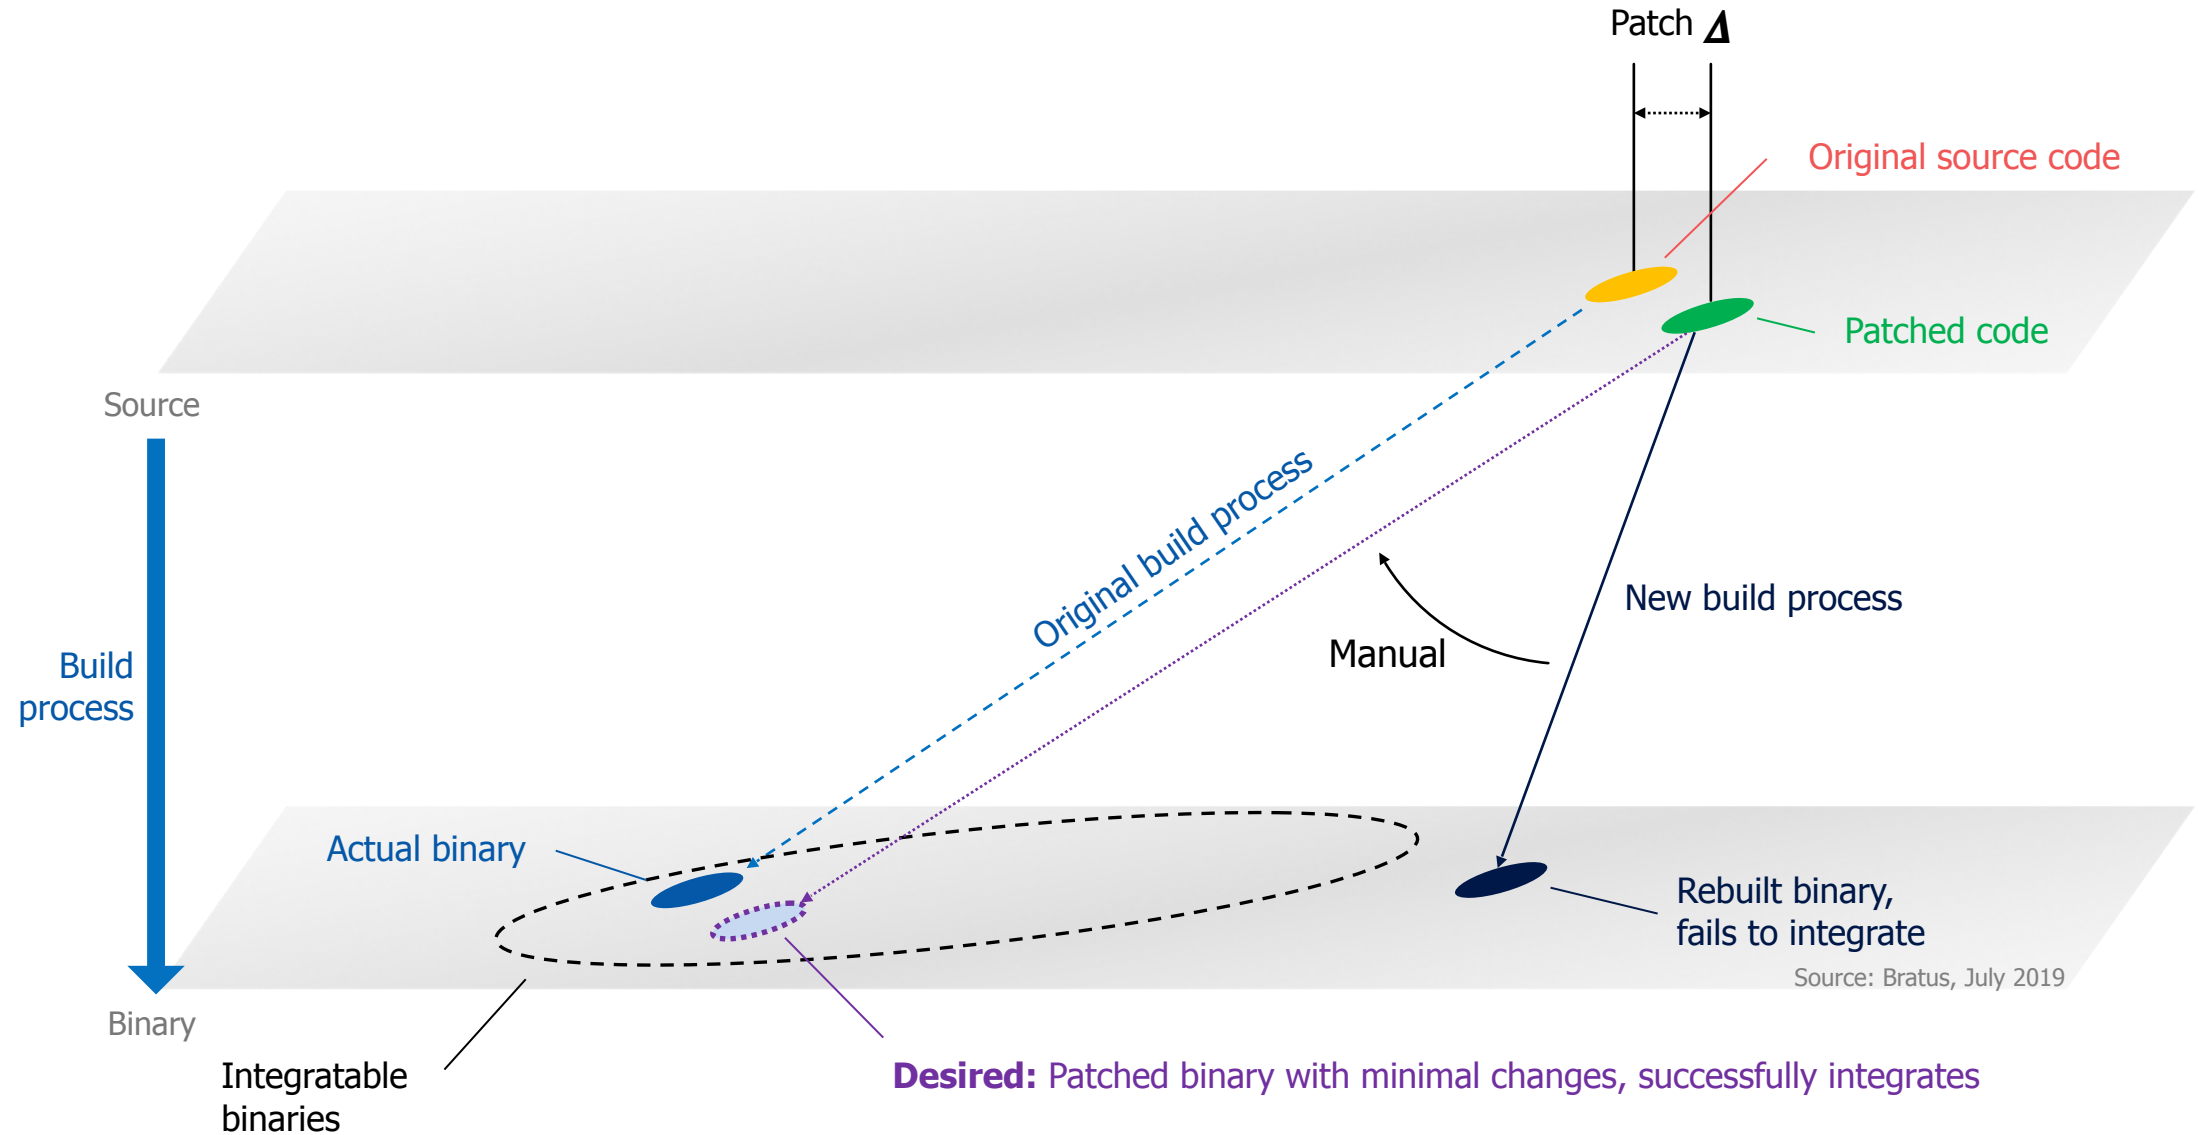 Patch Δ
Original source code
Patched code
Source
Original build process
New build process
Manual
Build
process
Actual binary
Rebuilt binary,
fails to integrate
Source: Bratus, July 2019
Binary
Integratable
binaries
Desired: Patched binary with minimal changes, successfully integrates